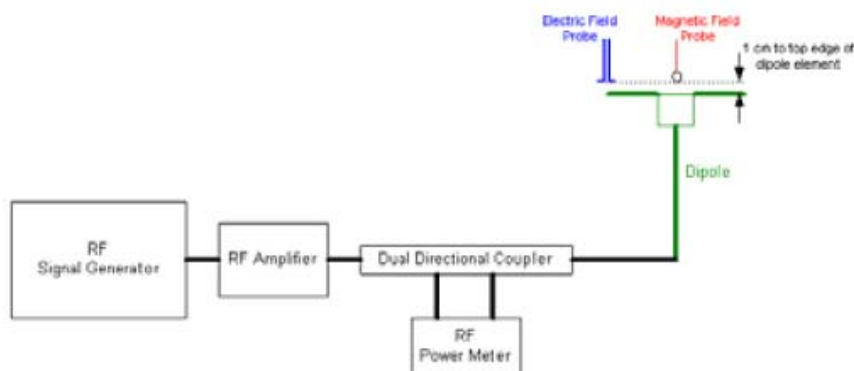 Electric Field
Probe
Magnetic Field
Probe
1 cm to top edge of
dipole element
Dipole
RF
Signal Generator
RF Amplifier
Dual Directional Coupler
RF
Power Meter